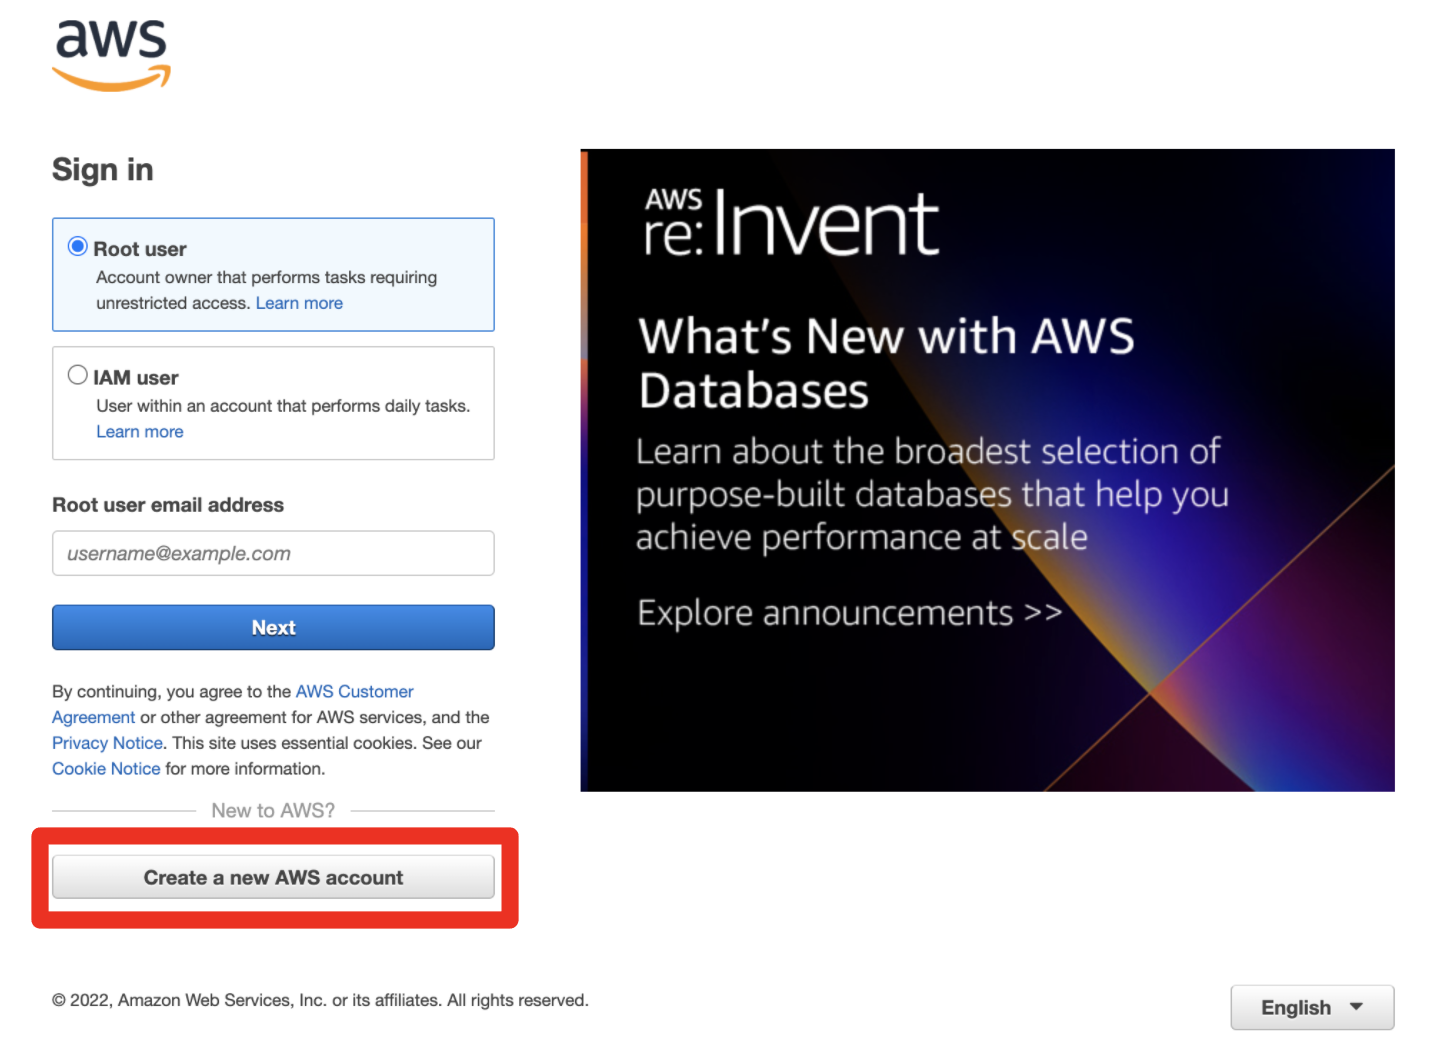 aws
Sign in
Root user
Account owner that performs tasks requiring
unrestricted access. Learn more
IAM user
User within an account that performs daily tasks.
Learn more
Root user email address
username@example.com
Next
By continuing, you agree to the AWS Customer
Agreement or other agreement for AWS services, and the
Privacy Notice. This site uses essential cookies. See our
Cookie Notice for more information.
New to AWS?
Create a new AWS account
AWS
re:Invent
What's New with AWS
Databases
Learn about the broadest selection of
purpose-built databases that help you
achieve performance at scale
Explore announcements >>
© 2022, Amazon Web Services, Inc. or its affiliates. All rights reserved.
English